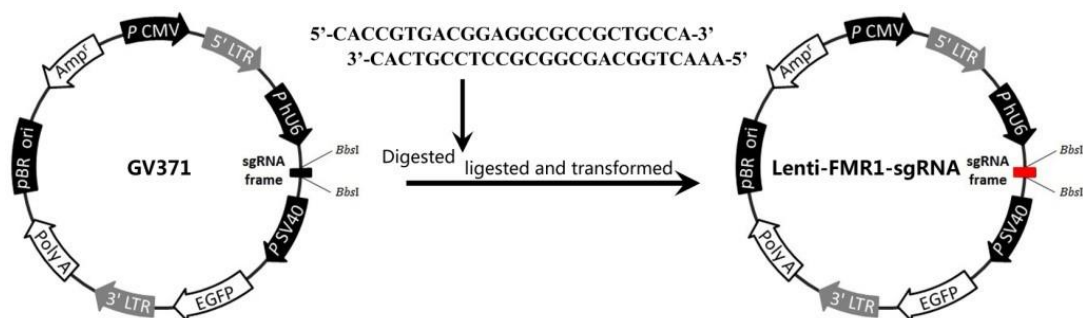 5'-CACCGTGACGGAGGCGCCGCTGCCA-3'
3'-CACTGCCTCCGCGGCGACGGTCAAA-5'
P CMV
5' LTR
P hU6
BbsI
sgRNA
frame
BbsI
P SV40
EGFP
3' LTR
Poly A
pBR ori
Ampr
GV371
Digested
ligested and transformed
P CMV
5' LTR
P hU6
BbsI
sgRNA
frame
BbsI
P SV40
EGFP
3' LTR
Poly A
pBR ori
Ampr
Lenti-FMR1-sgRNA